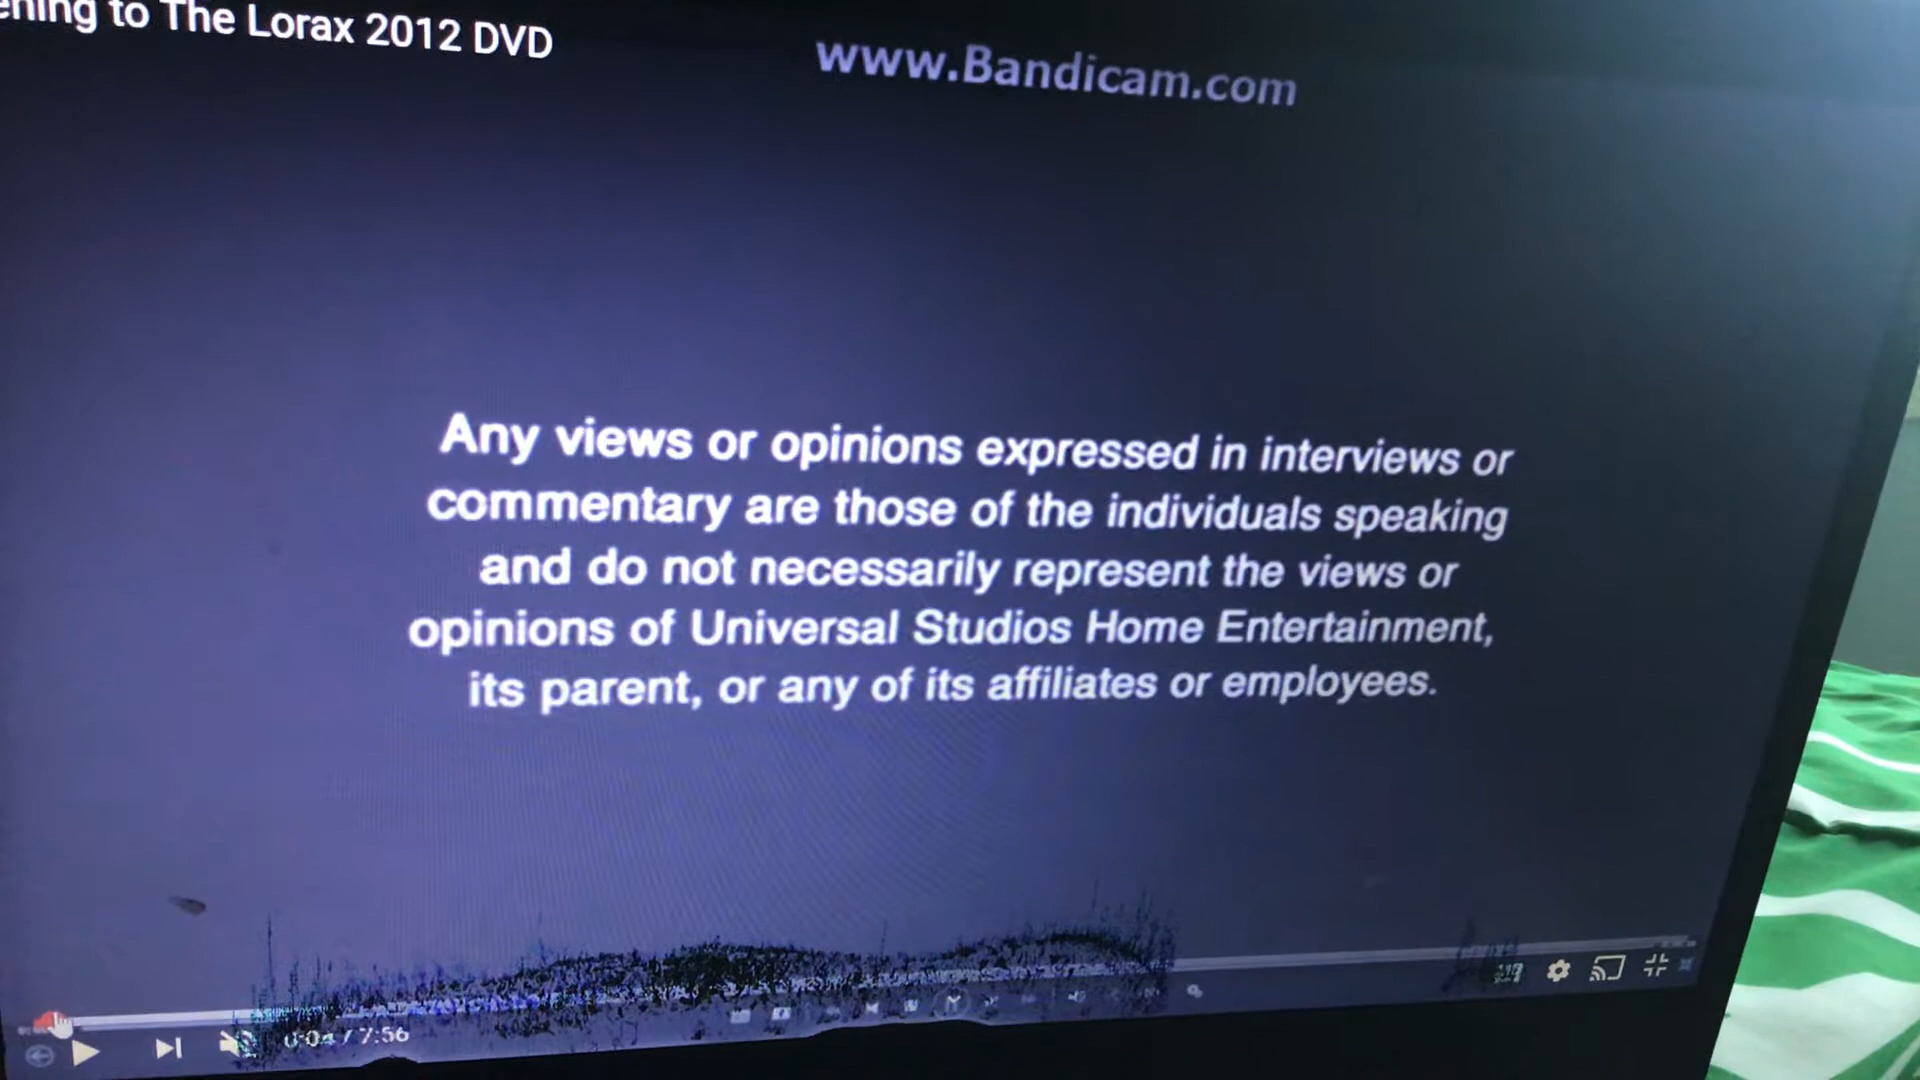 to The Lorax 2012 DVD
www.Bandicam.com
Any views or opinions expressed in interviews or
commentary are those of the individuals speaking
and do not necessarily represent the views or
opinions of Universal Studios Home Entertainment,
its parent, or any of its affiliates or employees.
0:04 / 7:56